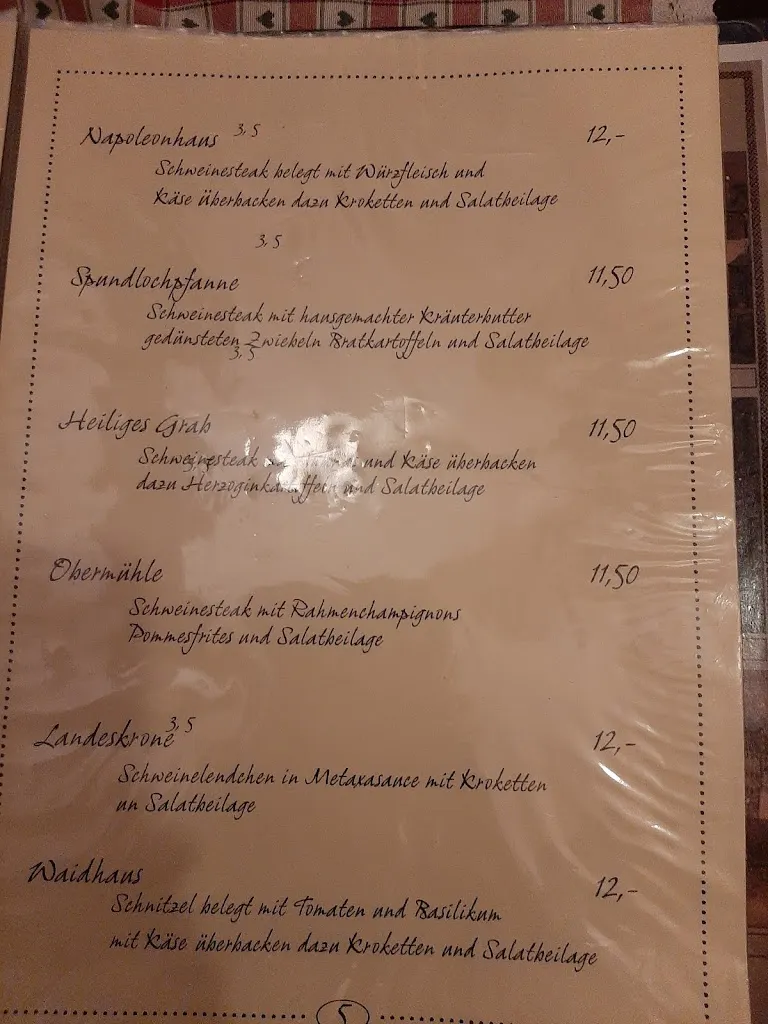 Napoleonhaus 3, 5 12,-
Schweinesteak belegt mit Würzfleisch und
Käse überbacken dazu Kroketten und Salatbeilage
3, 5
Spundlochpfanne 11,50
Schweinesteak mit hausgemachter Kräuterbutter
gedünsteten Zwiebeln Bratkartoffeln und Salatbeilage
3, 5
Heiliges Grab 11,50
Schweinesteak und Käse überbacken
dazu Herzoginkartoffeln und Salatbeilage
Obermühle 11,50
Schweinesteak mit Rahmenchampignons
Pommesfrites und Salatbeilage
Landeskrone 3, 5 12,-
Schweinelendchen in Metaxasauce mit Kroketten
un Salatbeilage
Waidhaus 12,-
Schnitzel belegt mit Tomaten und Basilikum
mit Käse überbacken dazu Kroketten und Salatbeilage
5